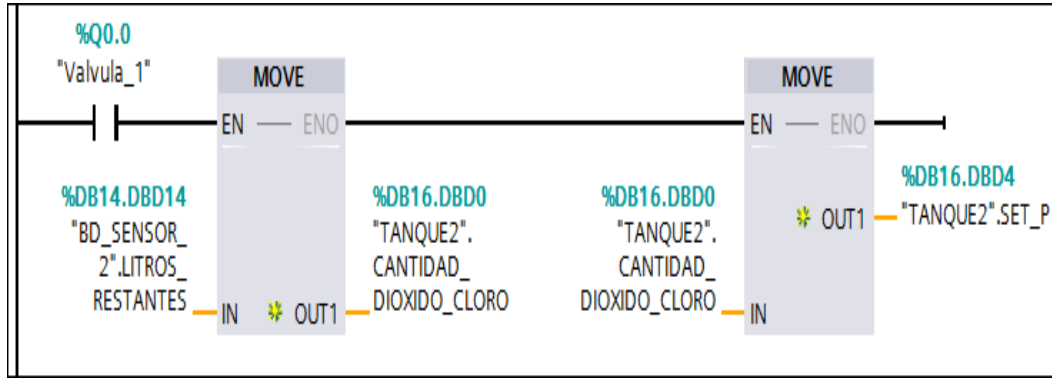 %Q0.0
"Valvula_1"
MOVE
EN
ENO
%DB14.DBD14
"BD_SENSOR_
2".LITROS_
RESTANTES
IN
OUT1
%DB16.DBD0
"TANQUE2".
CANTIDAD_
DIOXIDO_CLORO
MOVE
EN
ENO
%DB16.DBD0
"TANQUE2".
CANTIDAD_
DIOXIDO_CLORO
IN
OUT1
%DB16.DBD4
"TANQUE2".SET_P